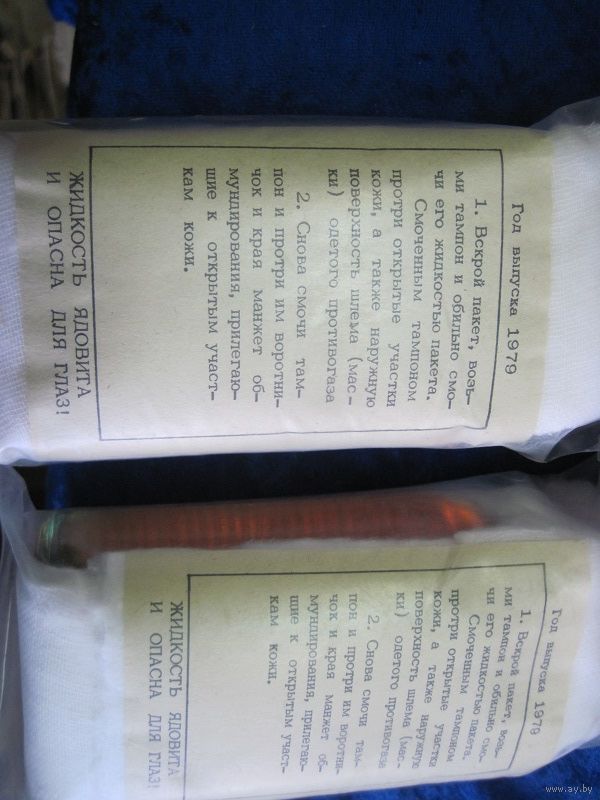 Год выпуска 1979
1. Вскрой пакет, возь-
ми тампон и обильно смо-
чи его жидкостью пакета.
Смоченным тампоном
протри открытые участки
кожи, а также наружную
поверхность шлема (мас-
ки) одетого противогаза
2. Снова смочи там-
пон и протри им воротни-
чок и края манжет об-
мундирования, прилегаю-
щие к открытым участ-
кам кожи.
ЖИДКОСТЬ ЯДОВИТА
И ОПАСНА ДЛЯ ГЛАЗ!
Год выпуска 1979
1. Вскрой пакет, возь-
ми тампон и обильно смо-
чи его жидкостью пакета.
Смоченным тампоном
протри открытые участки
кожи, а также наружную
поверхность шлема (мас-
ки) одетого противогаза
2. Снова смочи там-
пон и протри им воротни-
чок и края манжет об-
мундирования, прилегаю-
щие к открытым участ-
кам кожи.
ЖИДКОСТЬ ЯДОВИТА
И ОПАСНА ДЛЯ ГЛАЗ!
www.ay.by